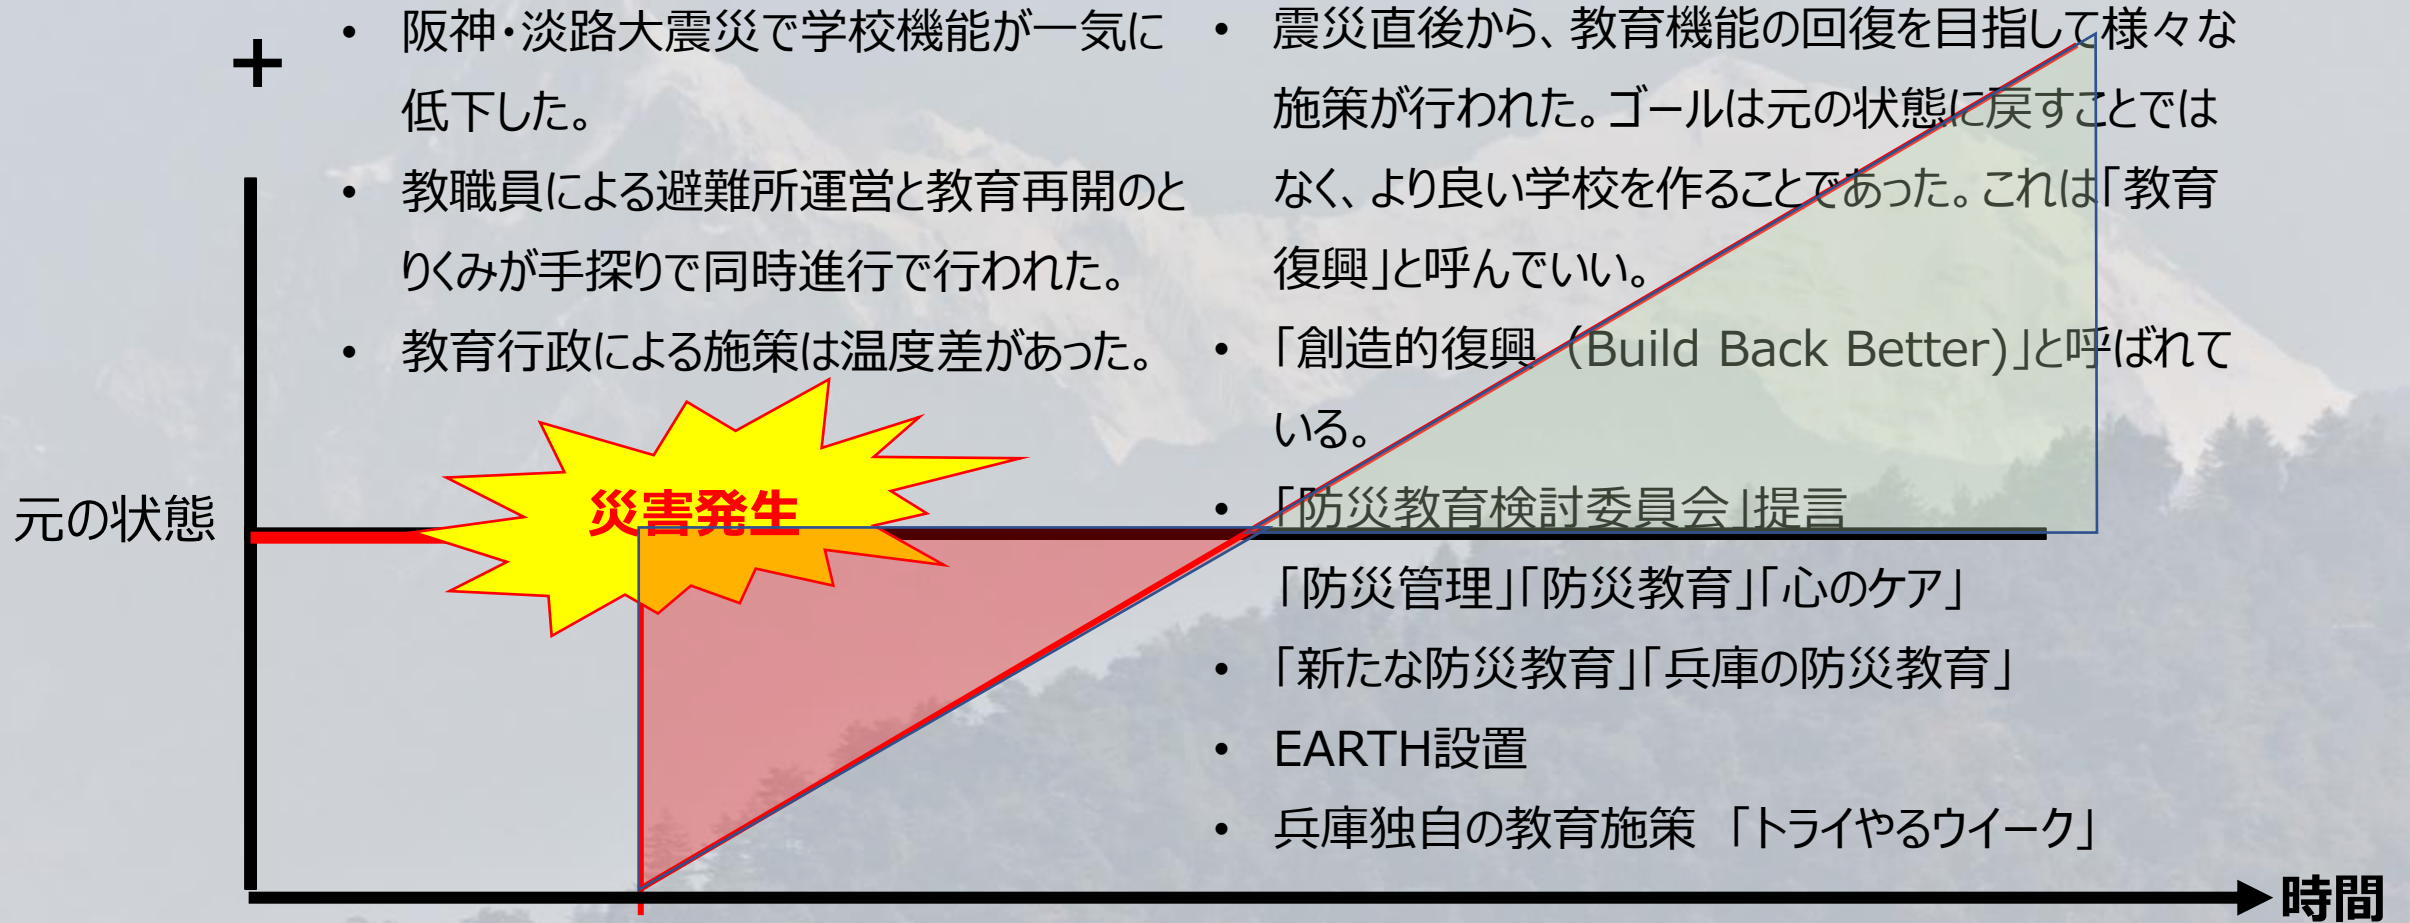 +
• 阪神・淡路大震災で学校機能が一気に
低下した。
• 教職員による避難所運営と教育再開のと
りくみが手探りで同時進行で行われた。
• 教育行政による施策は温度差があった。
• 震災直後から、教育機能の回復を目指して様々な
施策が行われた。ゴールは元の状態に戻すことでは
なく、より良い学校を作ることであった。これは「教育
復興」と呼んでいい。
• 「創造的復興（Build Back Better)」と呼ばれて
いる。
• 「防災教育検討委員会」提言
「防災管理」「防災教育」「心のケア」
• 「新たな防災教育」「兵庫の防災教育」
• EARTH設置
• 兵庫独自の教育施策 「トライやるウイーク」
災害発生
元の状態
時間